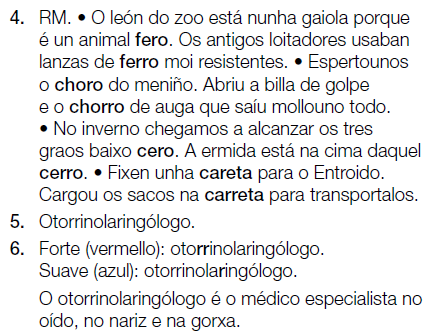 4. RM. • O león do zoo está nunha gaiola porque
é un animal fero. Os antigos loitadores usaban
lanzas de ferro moi resistentes. • Espertounos
o choro do meniño. Abriu a billa de golpe
e o chorro de auga que saíu mollouno todo.
• No inverno chegamos a alcanzar os tres
graos baixo cero. A ermida está na cima daquel
cerro. • Fixen unha careta para o Entroido.
Cargou os sacos na carreta para transportalos.
5. Otorrinolaringólogo.
6. Forte (vermello): otorrinolaringólogo.
Suave (azul): otorrinolaringólogo.
O otorrinolaringólogo é o médico especialista no
oído, no nariz e na gorxa.